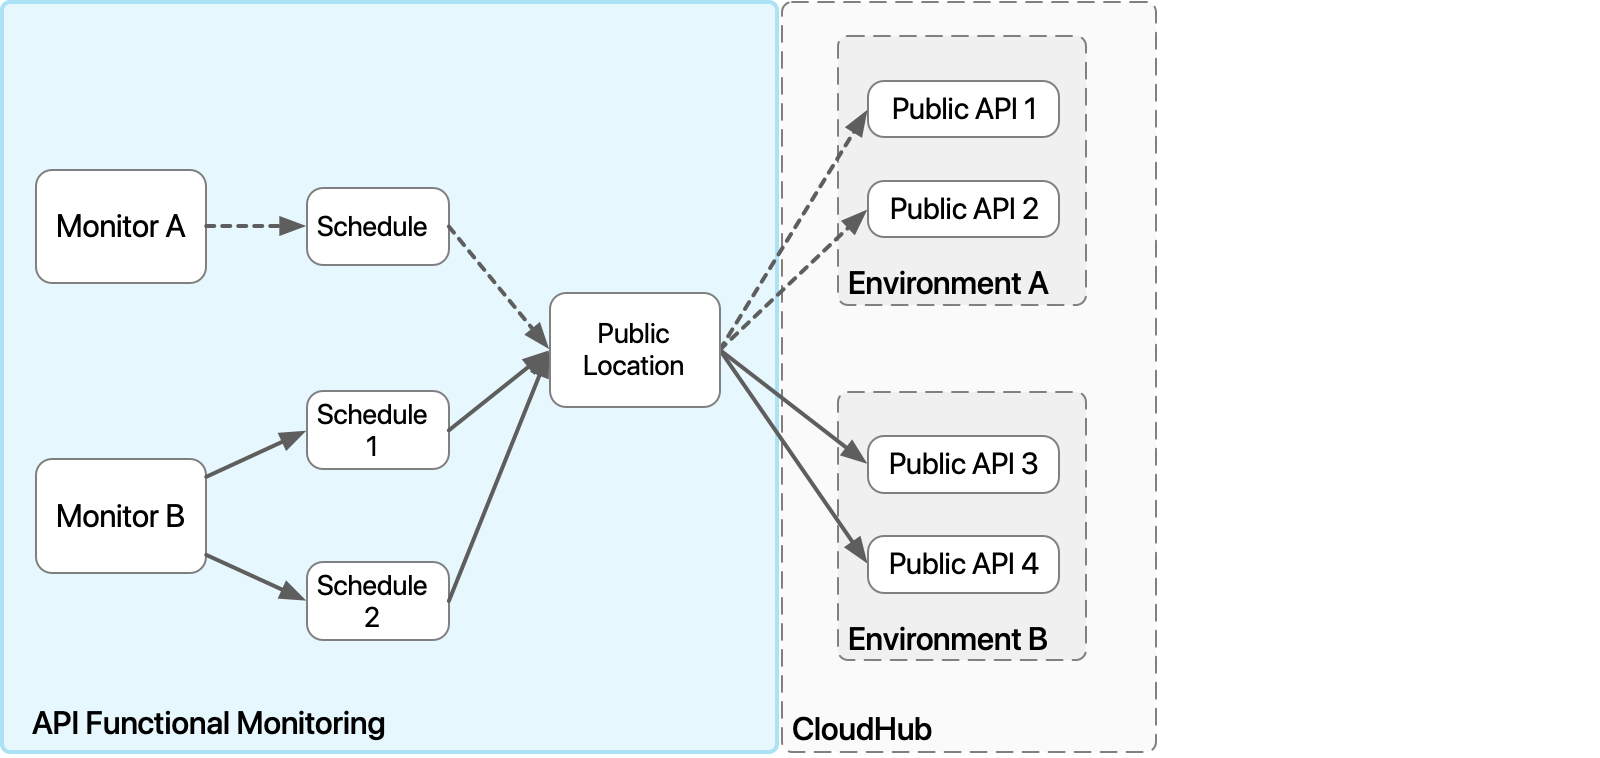 Monitor A
Schedule
Public
Location
Schedule
1
Monitor B
Schedule
2
API Functional Monitoring
Public API 1
Public API 2
Environment A
Public API 3
Public API 4
Environment B
CloudHub